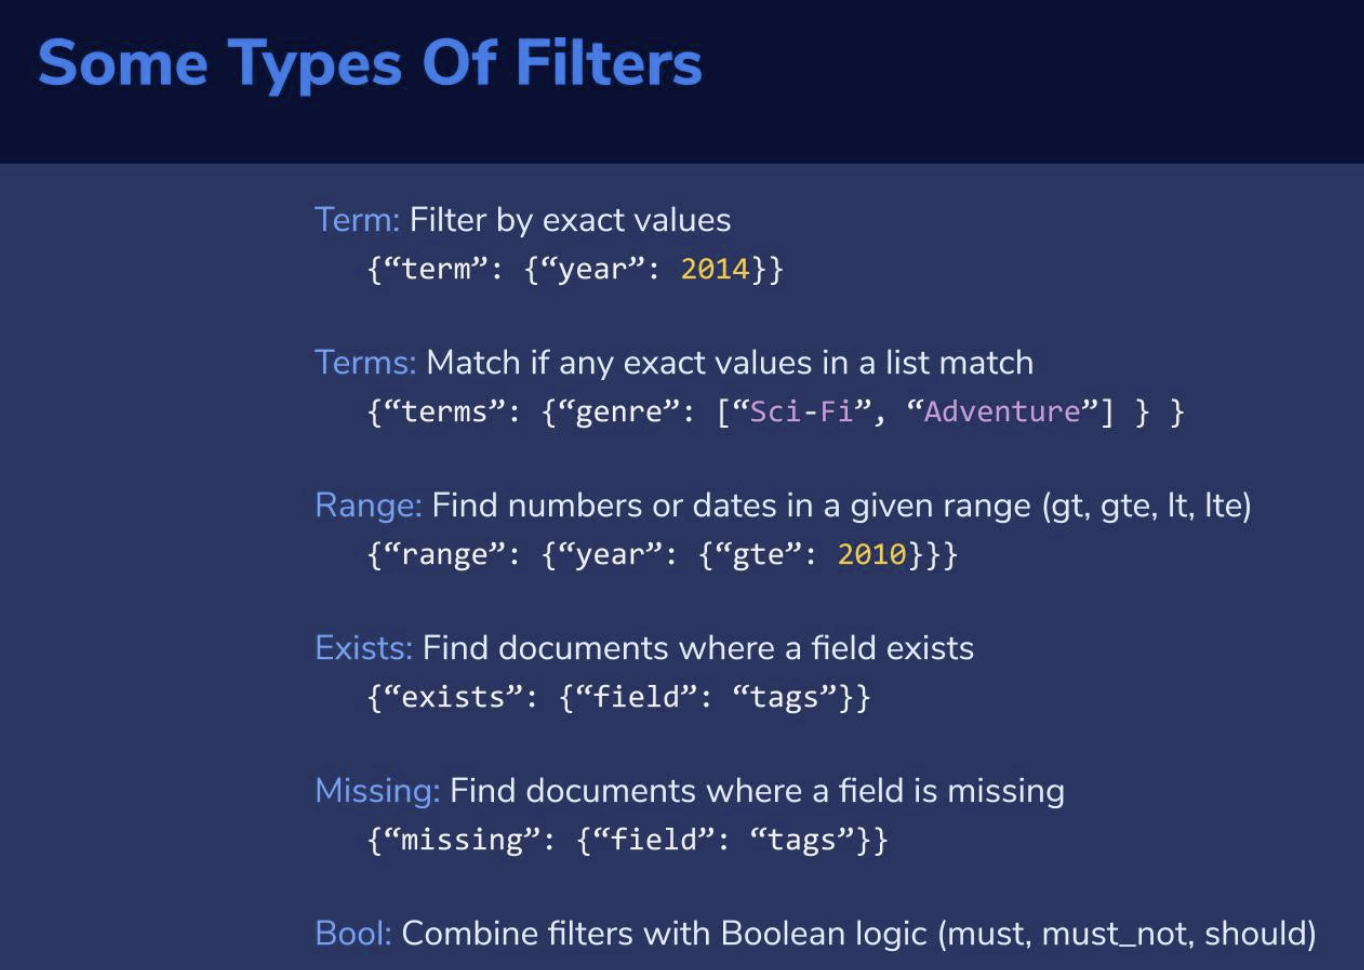 Some Types Of Filters
Term: Filter by exact values
{“term”: {“year”: 2014}}
Terms: Match if any exact values in a list match
{“terms”: {“genre”: [“Sci-Fi”, “Adventure”] } }
Range: Find numbers or dates in a given range (gt, gte, lt, lte)
{“range”: {“year”: {“gte”: 2010}}}
Exists: Find documents where a field exists
{“exists”: {“field”: “tags”}}
Missing: Find documents where a field is missing
{“missing”: {“field”: “tags”}}
Bool: Combine filters with Boolean logic (must, must_not, should)